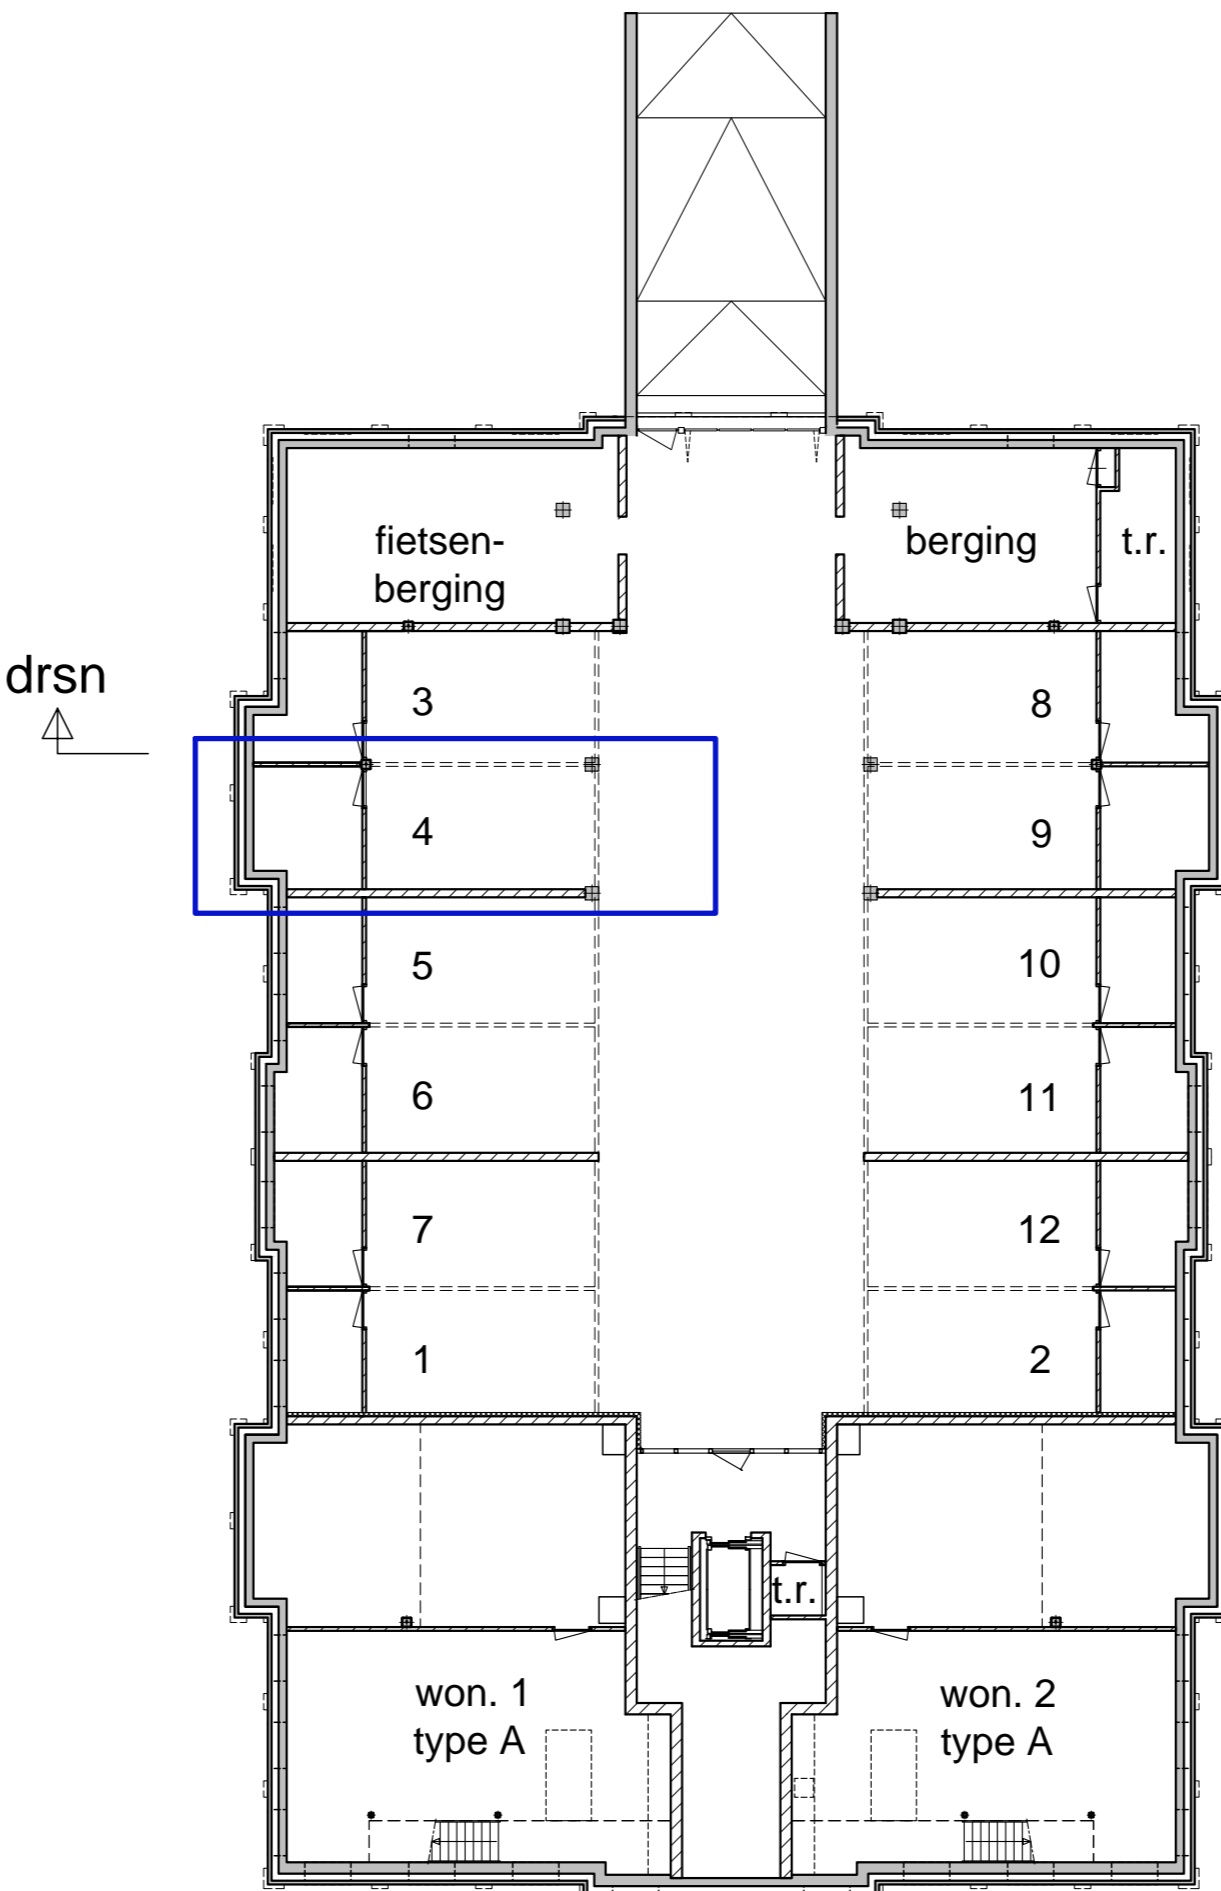 fietsen-
berging
berging
t.r.
drsn
3
8
4
9
5
10
6
11
7
12
1
2
t.r.
won. 1
type A
won. 2
type A